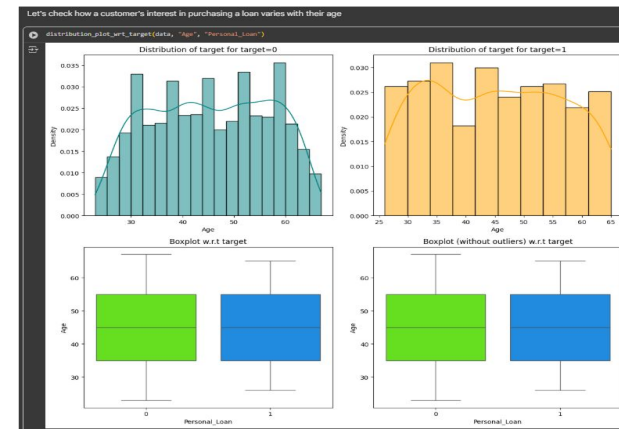 Let's check how a customer's interest in purchasing a loan varies with their age
distribution_plot_wrt_target(data, "Age", "Personal_Loan")
Distribution of target for target=0
Distribution of target for target=1
0.035
0.030
0.025
0.020
0.015
0.010
0.005
0.000
Density
30 40 50 60
Age
0.030
0.025
0.020
0.015
0.010
0.005
0.000
Density
25 30 35 40 45 50 55 60 65
Age
Boxplot w.r.t target
Boxplot (without outliers) w.r.t target
60
50
40
30
Age
0 1
Personal_Loan
60
50
40
30
Age
0 1
Personal_Loan